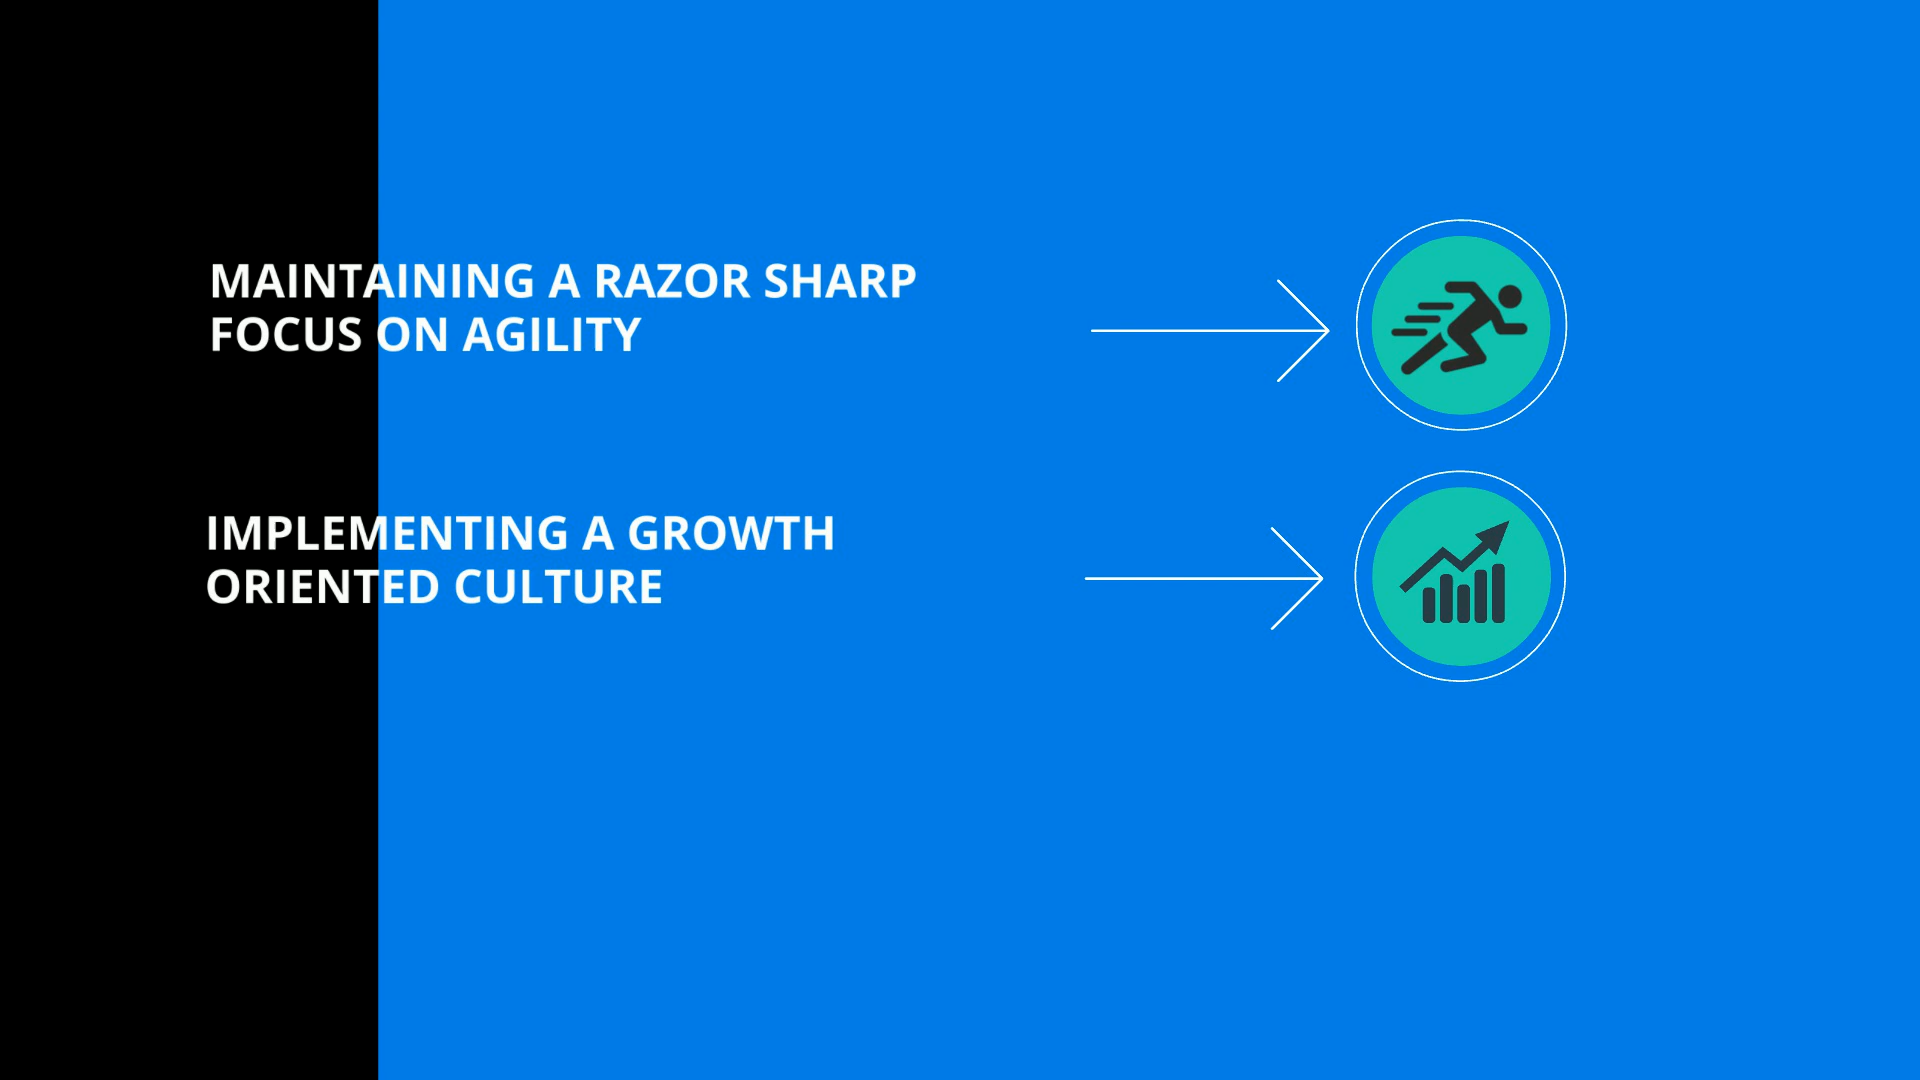 MAINTAINING A RAZOR SHARP
FOCUS ON AGILITY
IMPLEMENTING A GROWTH
ORIENTED CULTURE